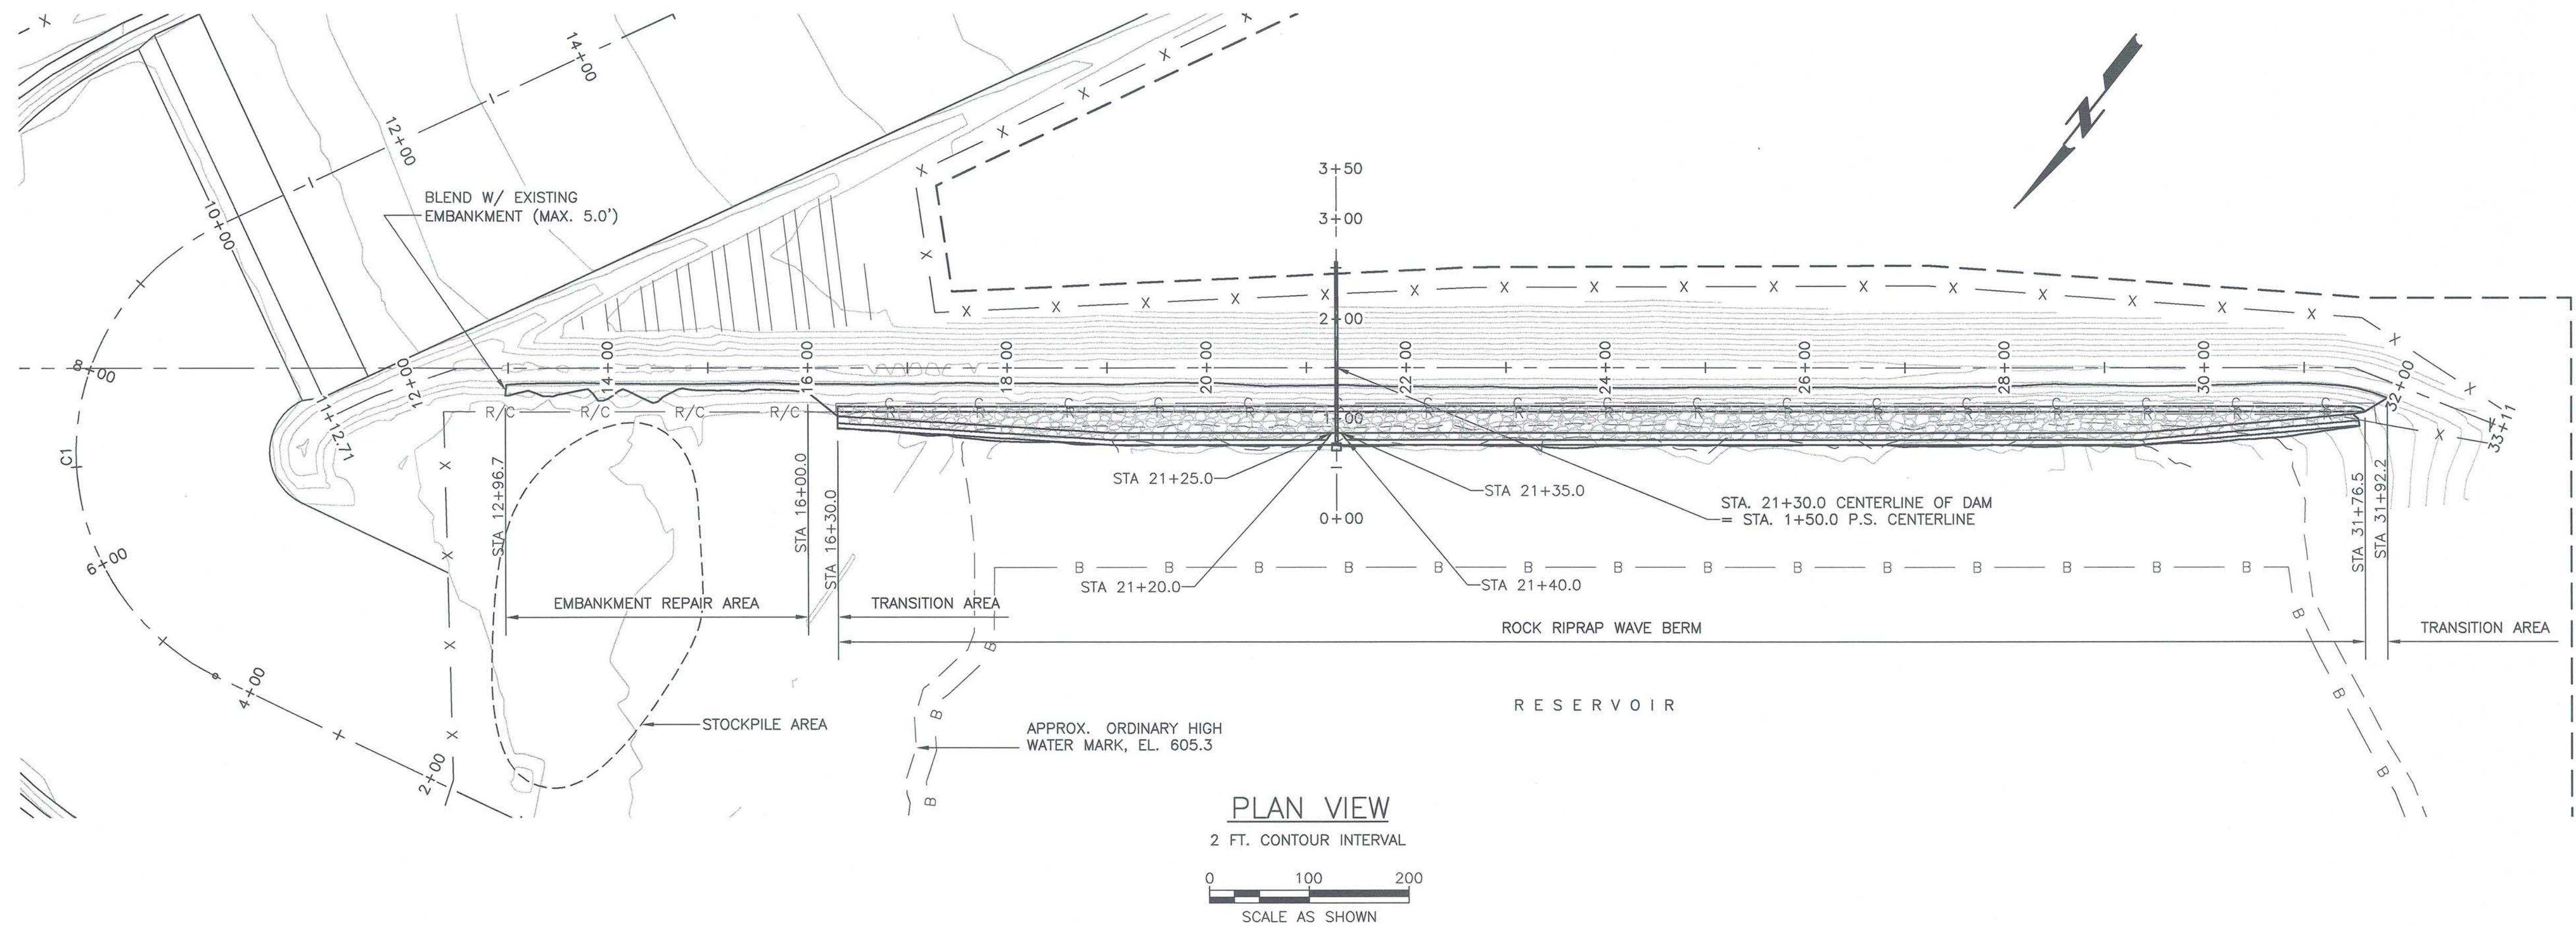 14+00
12+00
10+00
BLEND W/ EXISTING
EMBANKMENT (MAX. 5.0')
3+50
3+00
2+00
1+00
0+00
8+00
C1
6+00
4+00
2+00
11+12.71
12+00
14+00
16+00
18+00
20+00
22+00
24+00
26+00
28+00
30+00
32+00
33+11
R/C R/C R/C R/C
STA 12+96.7
STA 16+00.0
STA 16+30.0
STA 21+25.0
STA 21+35.0
STA. 21+30.0 CENTERLINE OF DAM
= STA. 1+50.0 P.S. CENTERLINE
STA 31+76.5
STA 31+92.2
STA 21+20.0
STA 21+40.0
EMBANKMENT REPAIR AREA
TRANSITION AREA
ROCK RIPRAP WAVE BERM
TRANSITION AREA
RESERVOIR
STOCKPILE AREA
APPROX. ORDINARY HIGH
WATER MARK, EL. 605.3
PLAN VIEW
2 FT. CONTOUR INTERVAL
0 100 200
SCALE AS SHOWN